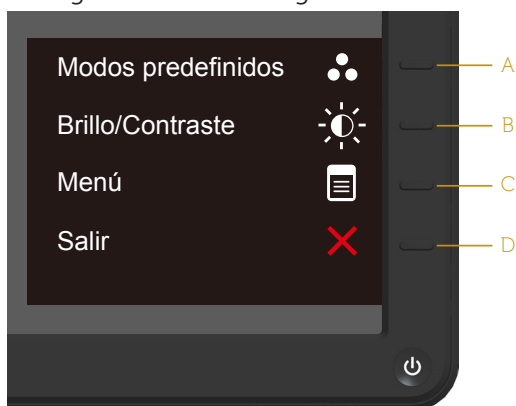 Modos predefinidos
A
Brillo/Contraste
B
Menú
C
Salir
D